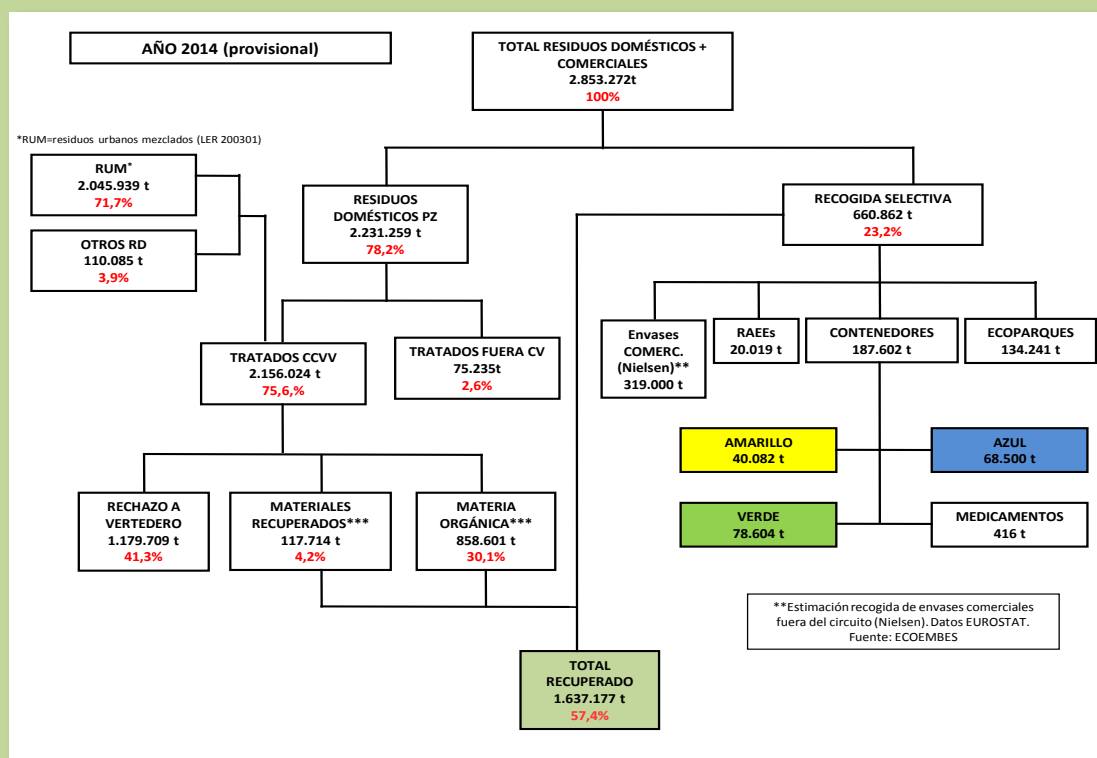 AÑO 2014 (provisional)
TOTAL RESIDUOS DOMÉSTICOS +
COMERCIALES
2.853.272t
100%
*RUM=residuos urbanos mezclados (LER 200301)
RUM*
2.045.939 t
71,7%
OTROS RD
110.085 t
3,9%
RESIDUOS
DOMÉSTICOS PZ
2.231.259 t
78,2%
RECOGIDA SELECTIVA
660.862 t
23,2%
TRATADOS CCVV
2.156.024 t
75,6,%
TRATADOS FUERA CV
75.235t
2,6%
Envases
COMERC.
(Nielsen)**
319.000 t
RAEEs
20.019 t
CONTENEDORES
187.602 t
ECOPARQUES
134.241 t
AMARILLO
40.082 t
AZUL
68.500 t
VERDE
78.604 t
MEDICAMENTOS
416 t
RECHAZO A
VERTEDERO
1.179.709 t
41,3%
MATERIALES
RECUPERADOS***
117.714 t
4,2%
MATERIA
ORGÁNICA***
858.601 t
30,1%
**Estimación recogida de envases comerciales
fuera del circuito (Nielsen). Datos EUROSTAT.
Fuente: ECOEMBES
TOTAL
RECUPERADO
1.637.177 t
57,4%